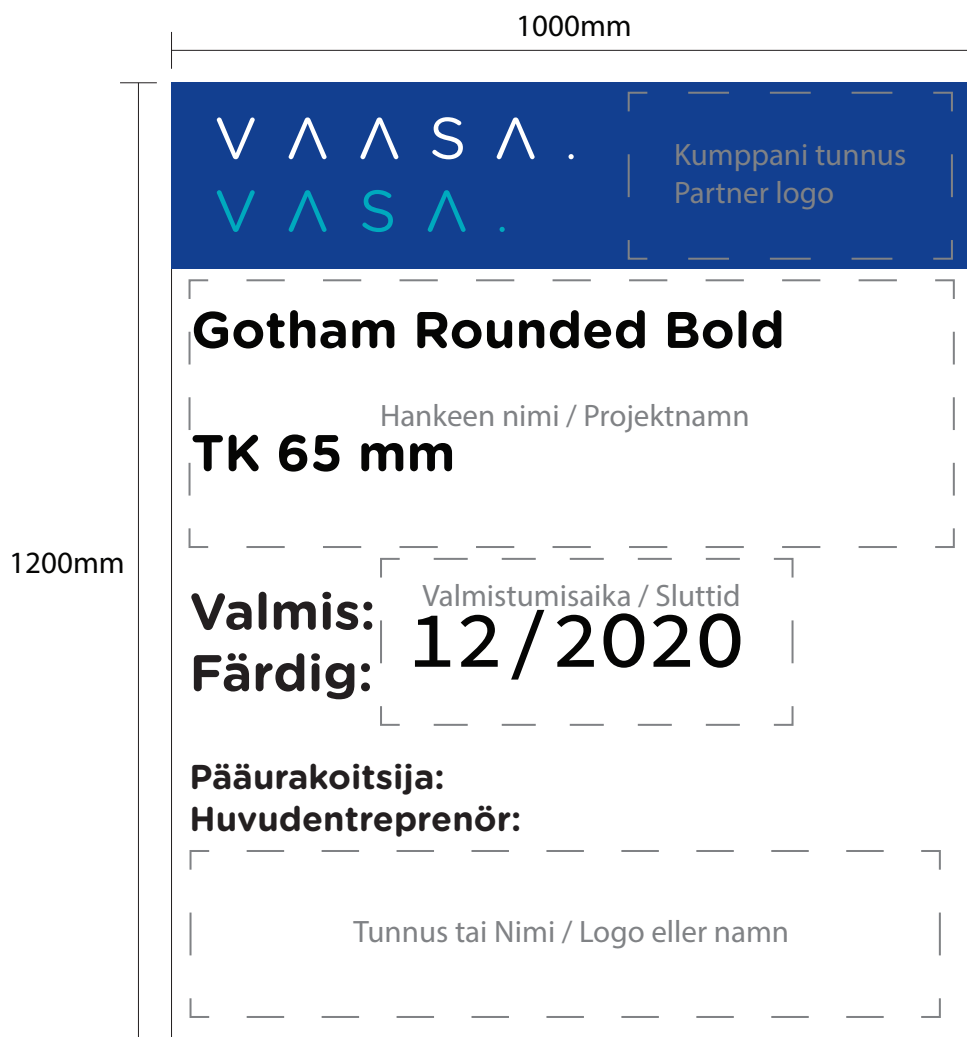 1000mm
VAASA.
VASA.
Kumppani tunnus
Partner logo
Gotham Rounded Bold
Hankeen nimi / Projektnamn
TK 65 mm
1200mm
Valmistumisaika / Sluttid
Valmis:
12/2020
Färdig:
Pääurakoitsija:
Huvudentreprenör:
Tunnus tai Nimi / Logo eller namn